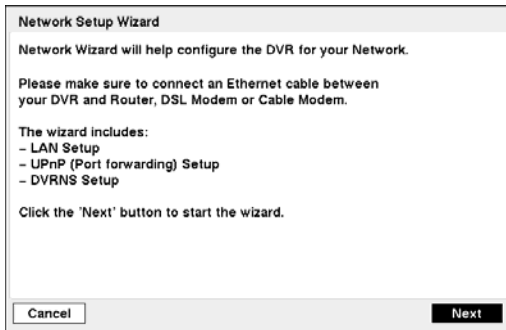 Network Setup Wizard
Network Wizard will help configure the DVR for your Network.
Please make sure to connect an Ethernet cable between
your DVR and Router, DSL Modem or Cable Modem.
The wizard includes:
– LAN Setup
– UPnP (Port forwarding) Setup
– DVRNS Setup
Click the 'Next' button to start the wizard.
Cancel
Next